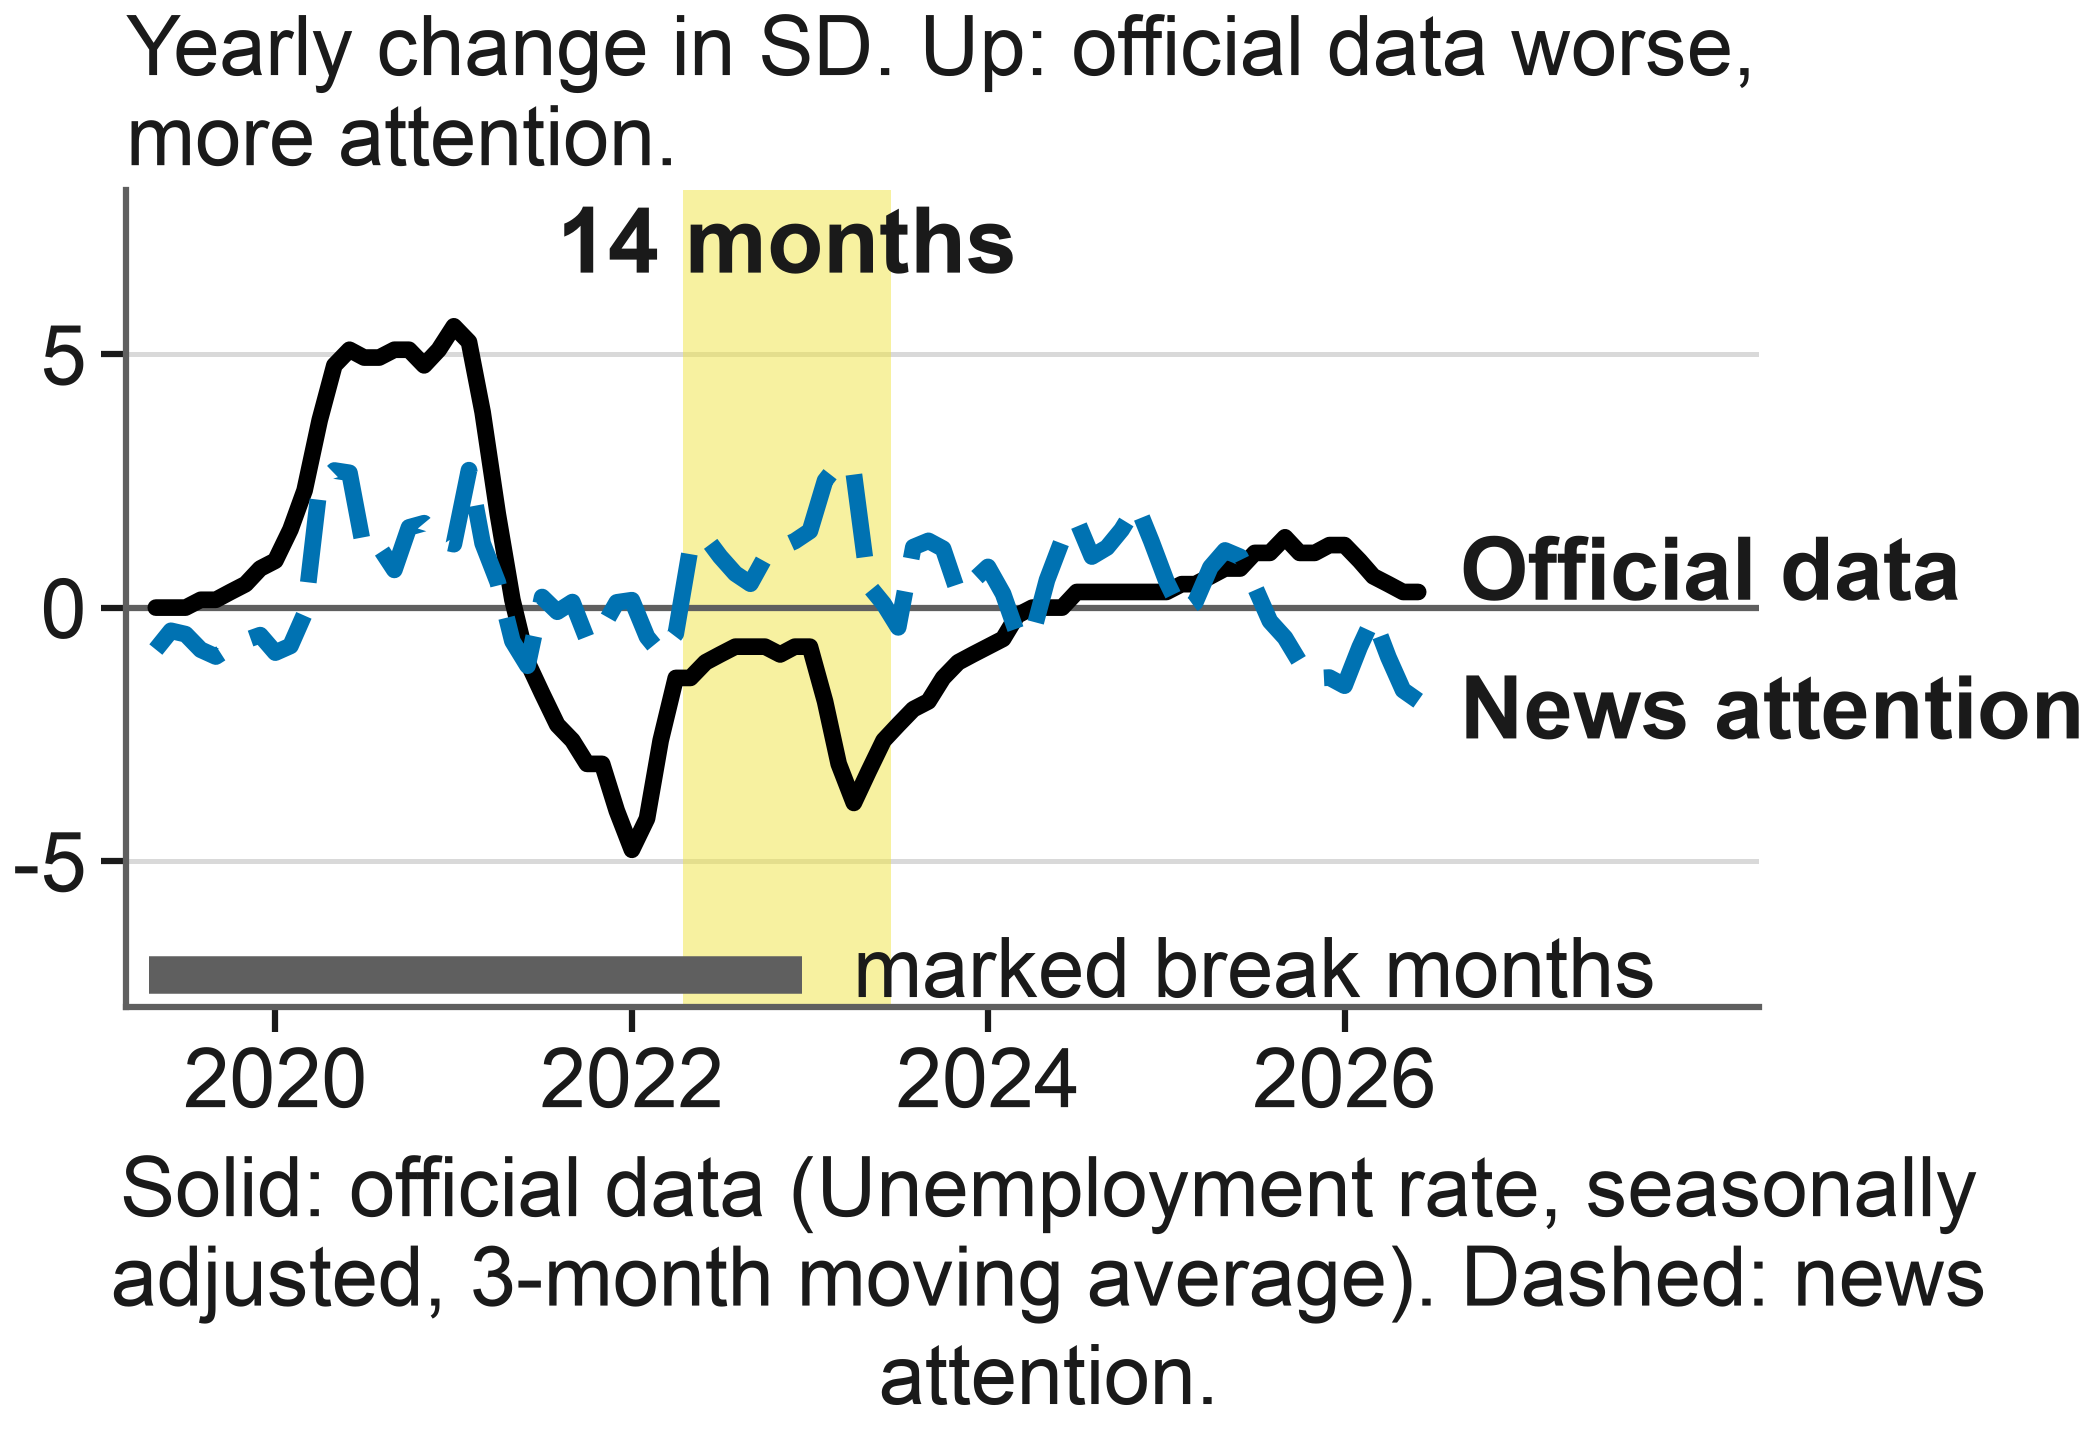 Yearly change in SD. Up: official data worse,
more attention.
14 months
5
0
-5
Official data
News attention
marked break months
2020 2022 2024 2026
Solid: official data (Unemployment rate, seasonally
adjusted, 3-month moving average). Dashed: news
attention.